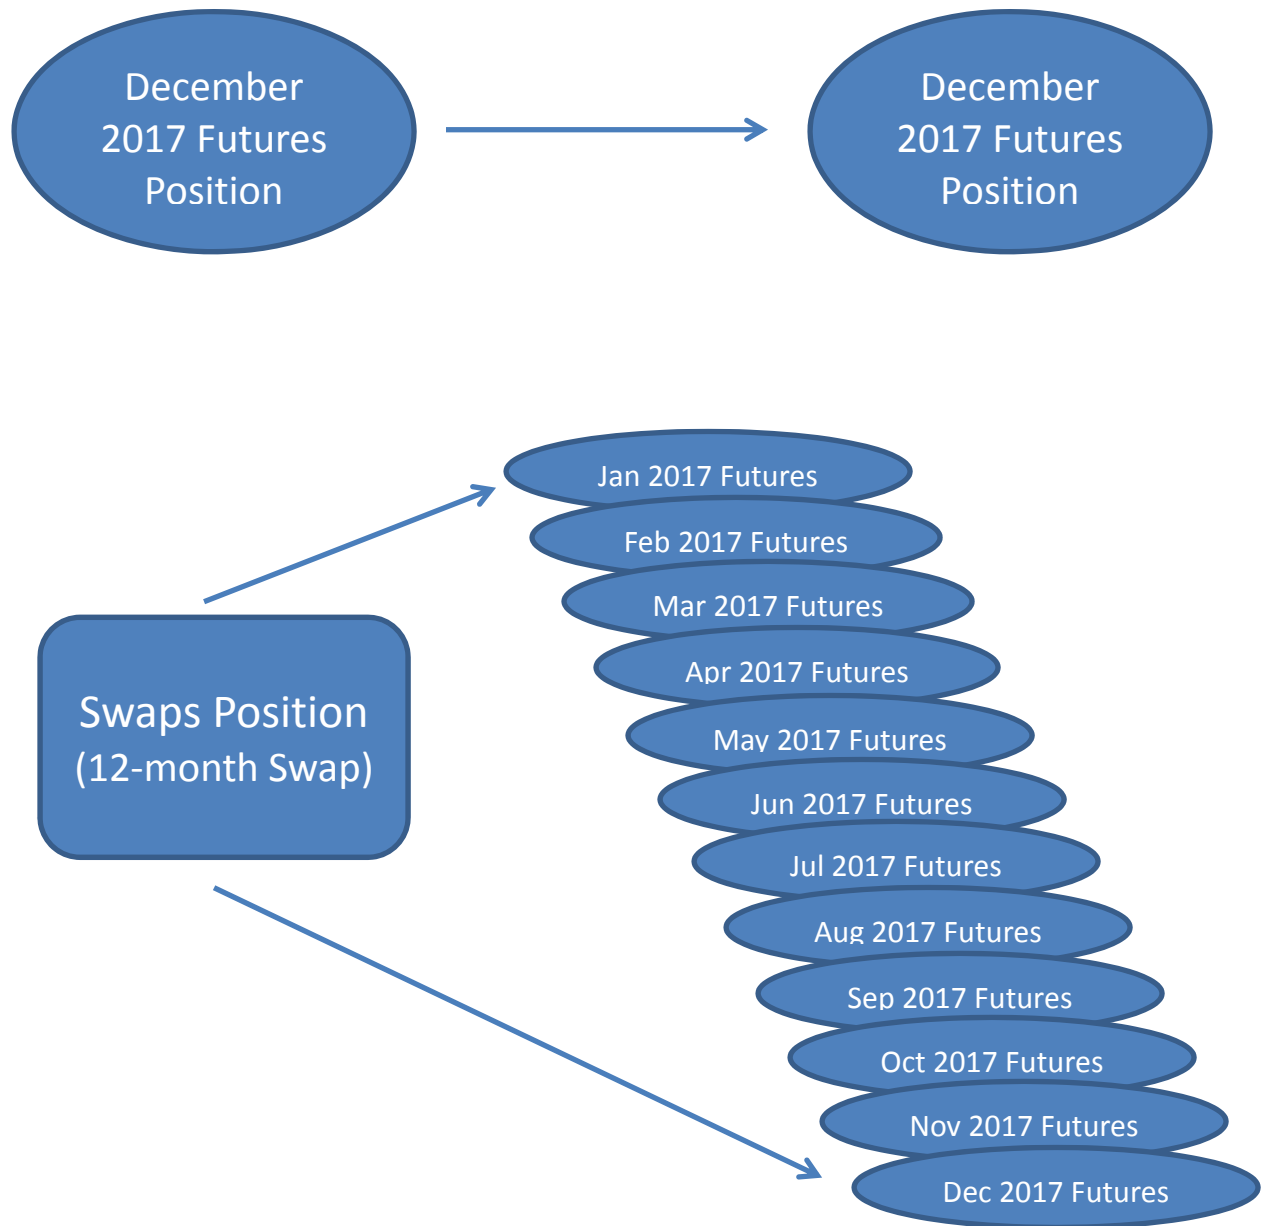 December
2017 Futures
Position
December
2017 Futures
Position
Jan 2017 Futures
Feb 2017 Futures
Mar 2017 Futures
Apr 2017 Futures
May 2017 Futures
Jun 2017 Futures
Jul 2017 Futures
Aug 2017 Futures
Sep 2017 Futures
Oct 2017 Futures
Nov 2017 Futures
Dec 2017 Futures
Swaps Position
(12-month Swap)